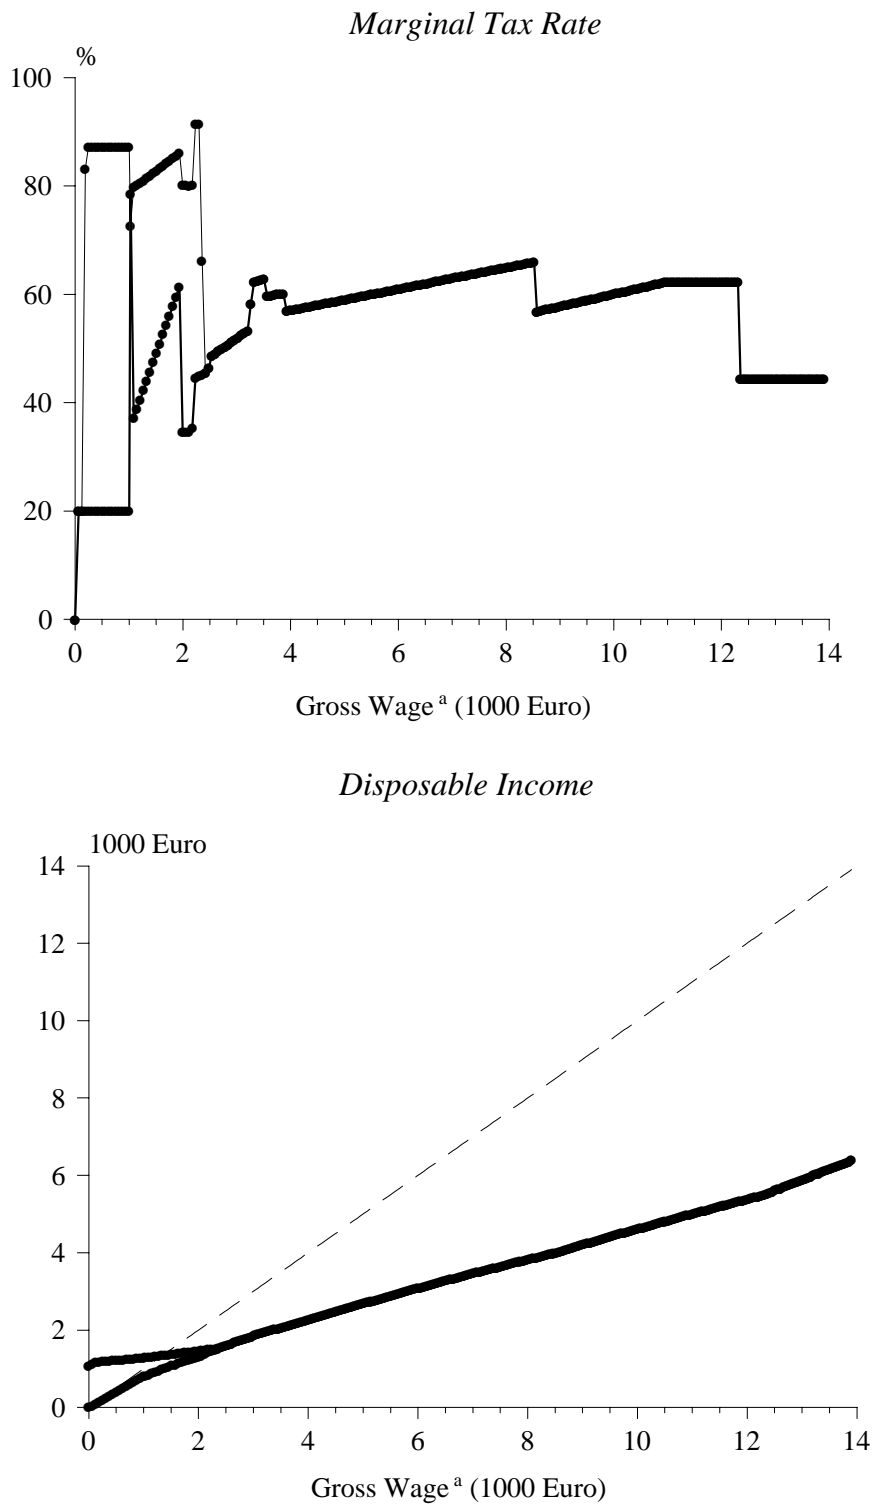 Marginal Tax Rate
%
100
80
60
40
20
0
0 2 4 6 8 10 12 14
Gross Wage a (1000 Euro)
Disposable Income
1000 Euro
14
12
10
8
6
4
2
0
0 2 4 6 8 10 12 14
Gross Wage a (1000 Euro)